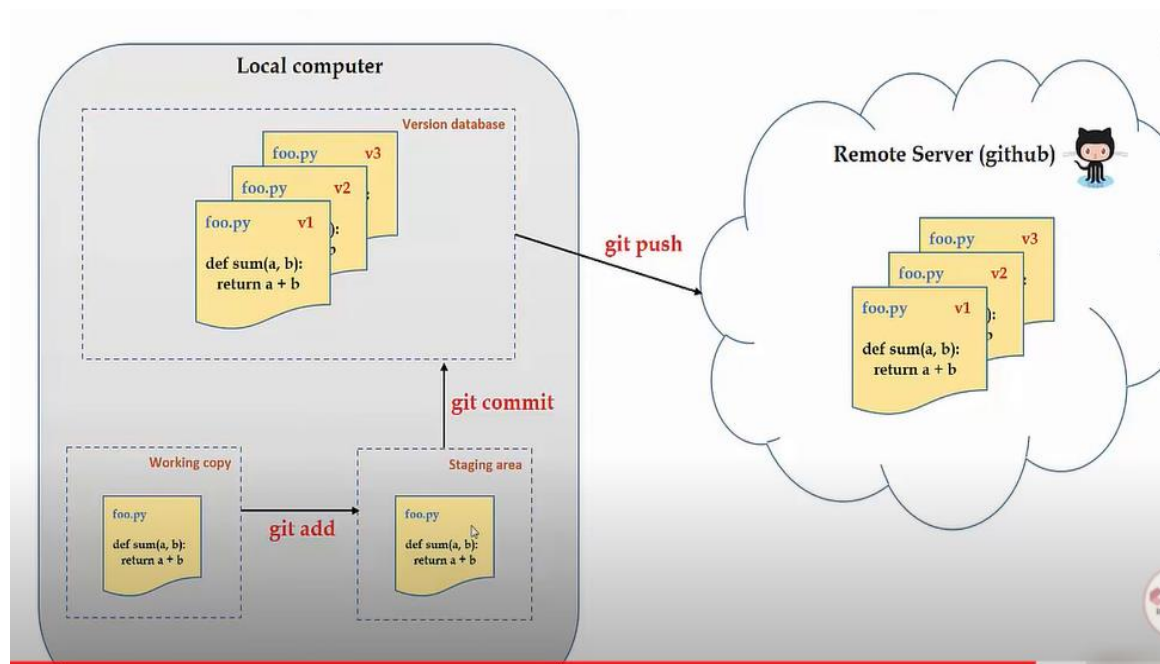 Local computer
Version database
foo.py v3
foo.py v2
):
foo.py v1
def sum(a, b):
return a + b
git push
Remote Server (github)
foo.py v3
foo.py v2
):
foo.py v1
def sum(a, b):
return a + b
git commit
Working copy
foo.py
def sum(a, b):
return a + b
git add
Staging area
foo.py
def sum(a, b):
return a + b